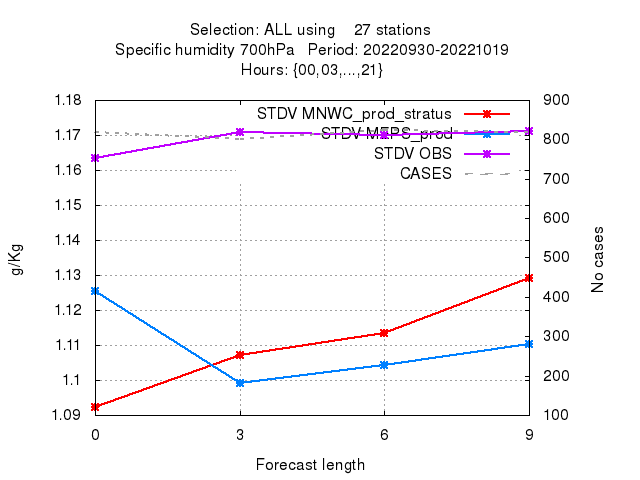 Selection: ALL using 27 stations
Specific humidity 700hPa Period: 20220930-20221019
Hours: {00,03,...,21}
STDV MNWC_prod_stratus
STDV MEPS_prod
STDV OBS
CASES
1.18
1.17
1.16
1.15
1.14
1.13
1.12
1.11
1.1
1.09
900
800
700
600
500
400
300
200
100
g/Kg
No cases
0 3 6 9
Forecast length